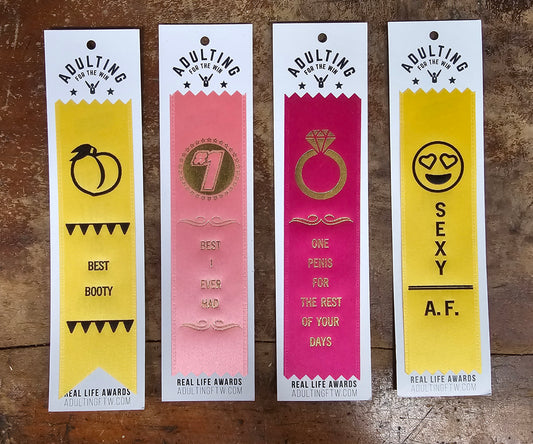 ADULTING
FOR THE WIN
BEST
BOOTY
REAL LIFE AWARDS
ADULTINGFTW.COM
ADULTING
FOR THE WIN
#1
BEST
I
EVER
HAD
REAL LIFE AWARDS
ADULTINGFTW.COM
ADULTING
FOR THE WIN
ONE
PENIS
FOR
THE REST
OF YOUR
DAYS
REAL LIFE AWARDS
ADULTINGFTW.COM
ADULTING
FOR THE WIN
SEXY
A.F.
REAL LIFE AWARDS
ADULTINGFTW.COM